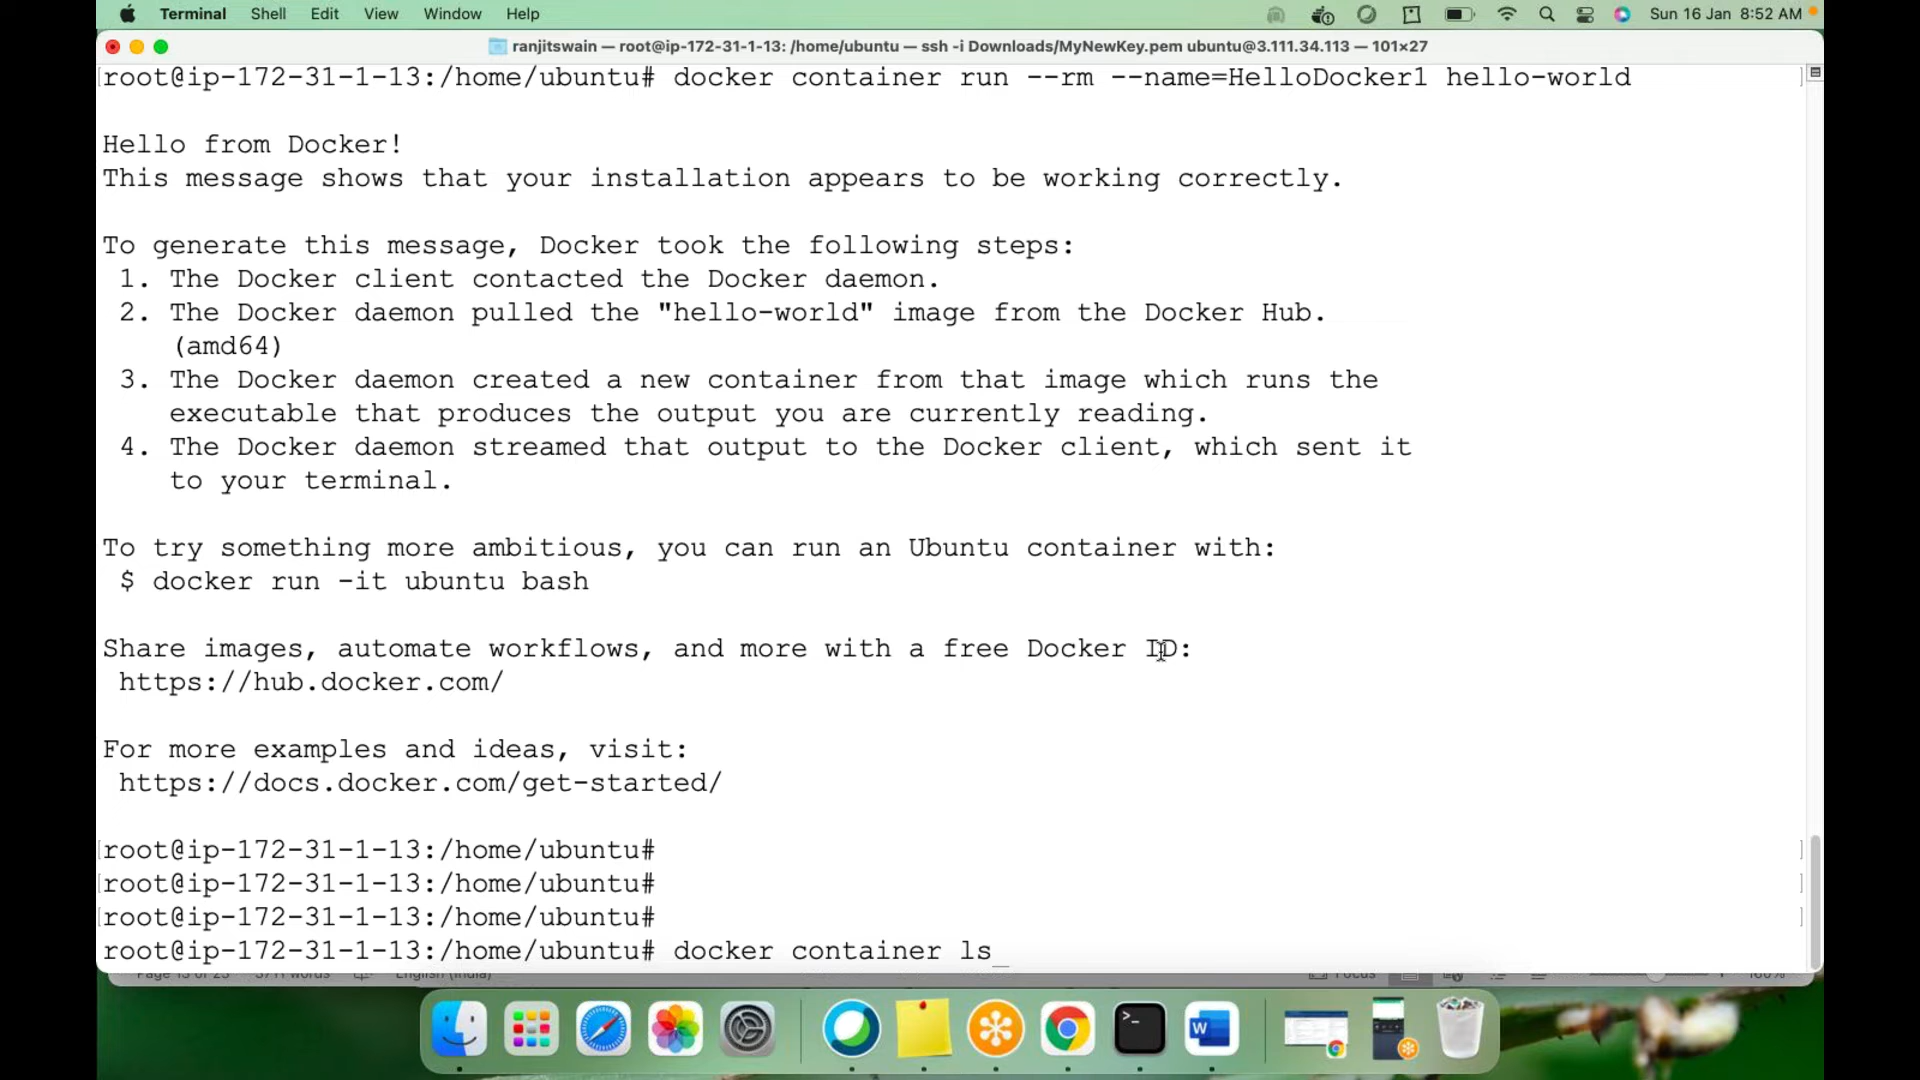 Terminal Shell Edit View Window Help Sun 16 Jan 8:52 AM
ranjitswain — root@ip-172-31-1-13: /home/ubuntu — ssh -i Downloads/MyNewKey.pem ubuntu@3.111.34.113 — 101×27
root@ip-172-31-1-13:/home/ubuntu# docker container run --rm --name=HelloDocker1 hello-world
Hello from Docker!
This message shows that your installation appears to be working correctly.
To generate this message, Docker took the following steps:
1. The Docker client contacted the Docker daemon.
2. The Docker daemon pulled the "hello-world" image from the Docker Hub.
(amd64)
3. The Docker daemon created a new container from that image which runs the
executable that produces the output you are currently reading.
4. The Docker daemon streamed that output to the Docker client, which sent it
to your terminal.
To try something more ambitious, you can run an Ubuntu container with:
$ docker run -it ubuntu bash
Share images, automate workflows, and more with a free Docker ID:
https://hub.docker.com/
For more examples and ideas, visit:
https://docs.docker.com/get-started/
root@ip-172-31-1-13:/home/ubuntu#
root@ip-172-31-1-13:/home/ubuntu#
root@ip-172-31-1-13:/home/ubuntu#
root@ip-172-31-1-13:/home/ubuntu# docker container ls